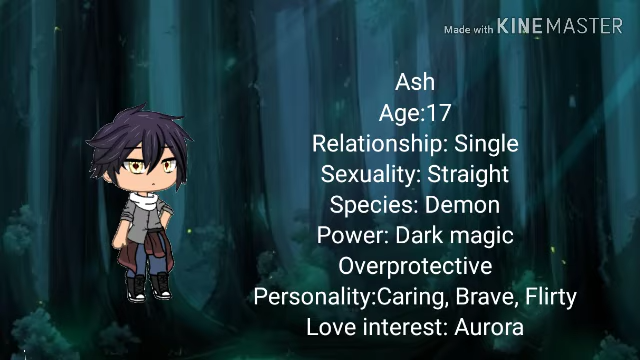 Made with KINEMASTER
Ash
Age:17
Relationship: Single
Sexuality: Straight
Species: Demon
Power: Dark magic
Overprotective
Personality:Caring, Brave, Flirty
Love interest: Aurora